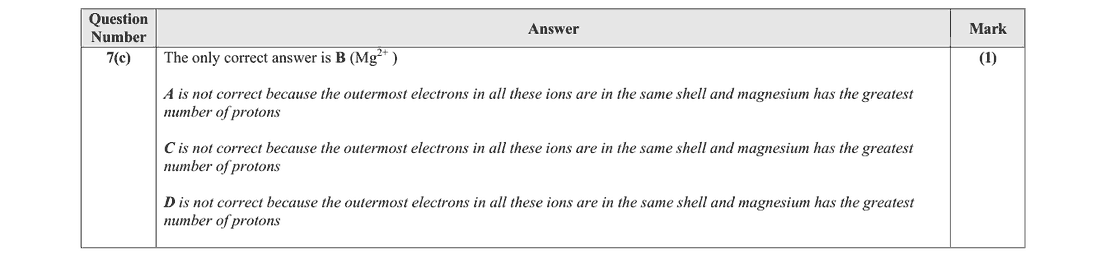 Question Number Answer Mark
7(c) The only correct answer is B (Mg²⁺ ) (1)
A is not correct because the outermost electrons in all these ions are in the same shell and magnesium has the greatest
number of protons
C is not correct because the outermost electrons in all these ions are in the same shell and magnesium has the greatest
number of protons
D is not correct because the outermost electrons in all these ions are in the same shell and magnesium has the greatest
number of protons